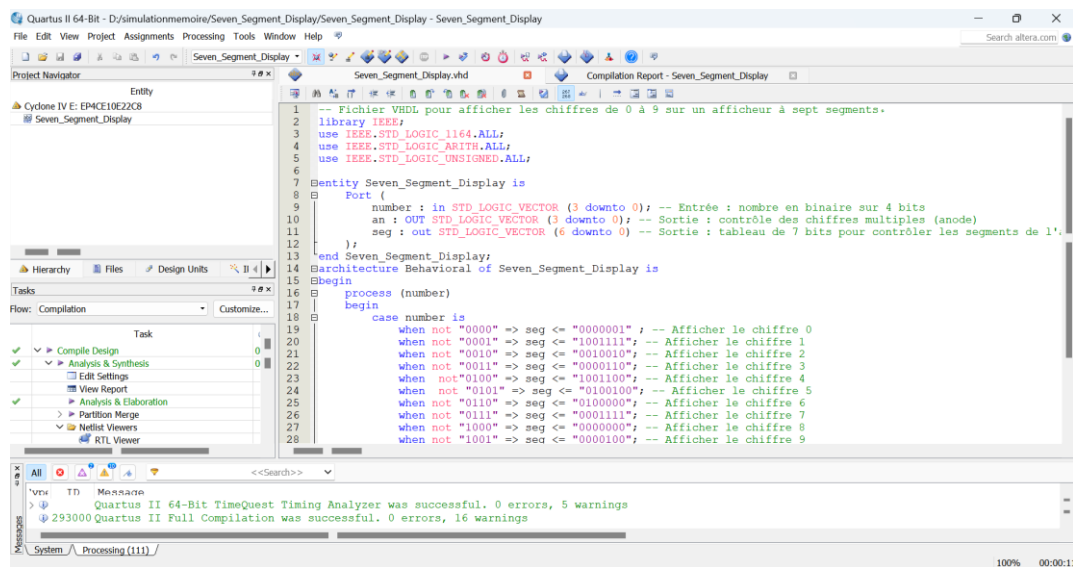 Quartus II 64-Bit - D:/simulationmemoire/Seven_Segment_Display/Seven_Segment_Display - Seven_Segment_Display
File Edit View Project Assignments Processing Tools Window Help
Search altera.com
Seven_Segment_Display
Project Navigator
Seven_Segment_Display.vhd
Compilation Report - Seven_Segment_Display
Entity
Cyclone IV E: EP4CE10E22C8
Seven_Segment_Display
1 -- Fichier VHDL pour afficher les chiffres de 0 à 9 sur un afficheur à sept segments.
2 library IEEE;
3 use IEEE.STD_LOGIC_1164.ALL;
4 use IEEE.STD_LOGIC_ARITH.ALL;
5 use IEEE.STD_LOGIC_UNSIGNED.ALL;
6
7 entity Seven_Segment_Display is
8 Port (
9 number : in STD_LOGIC_VECTOR (3 downto 0); -- Entrée : nombre en binaire sur 4 bits
10 an : OUT STD_LOGIC_VECTOR (3 downto 0); -- Sortie : contrôle des chiffres multiples (anode)
11 seg : out STD_LOGIC_VECTOR (6 downto 0) -- Sortie : tableau de 7 bits pour contrôler les segments de l'
12 );
13 end Seven_Segment_Display;
14 architecture Behavioral of Seven_Segment_Display is
15 begin
16 process (number)
17 begin
18 case number is
19 when not "0000" => seg <= "0000001" ; -- Afficher le chiffre 0
20 when not "0001" => seg <= "1001111"; -- Afficher le chiffre 1
21 when not "0010" => seg <= "0010010"; -- Afficher le chiffre 2
22 when not "0011" => seg <= "0000110"; -- Afficher le chiffre 3
23 when not"0100" => seg <= "1001100"; -- Afficher le chiffre 4
24 when not "0101" => seg <= "0100100"; -- Afficher le chiffre 5
25 when not "0110" => seg <= "0100000"; -- Afficher le chiffre 6
26 when not "0111" => seg <= "0001111"; -- Afficher le chiffre 7
27 when not "1000" => seg <= "0000000"; -- Afficher le chiffre 8
28 when not "1001" => seg <= "0000100"; -- Afficher le chiffre 9
Hierarchy Files Design Units
Tasks
Flow: Compilation Customize...
Task
Compile Design 0
Analysis & Synthesis 0
Edit Settings
View Report
Analysis & Elaboration
Partition Merge
Netlist Viewers
RTL Viewer
All <<Search>>
ID Message
Quartus II 64-Bit TimeQuest Timing Analyzer was successful. 0 errors, 5 warnings
293000 Quartus II Full Compilation was successful. 0 errors, 16 warnings
Messages
System Processing (111)
100% 00:00:1